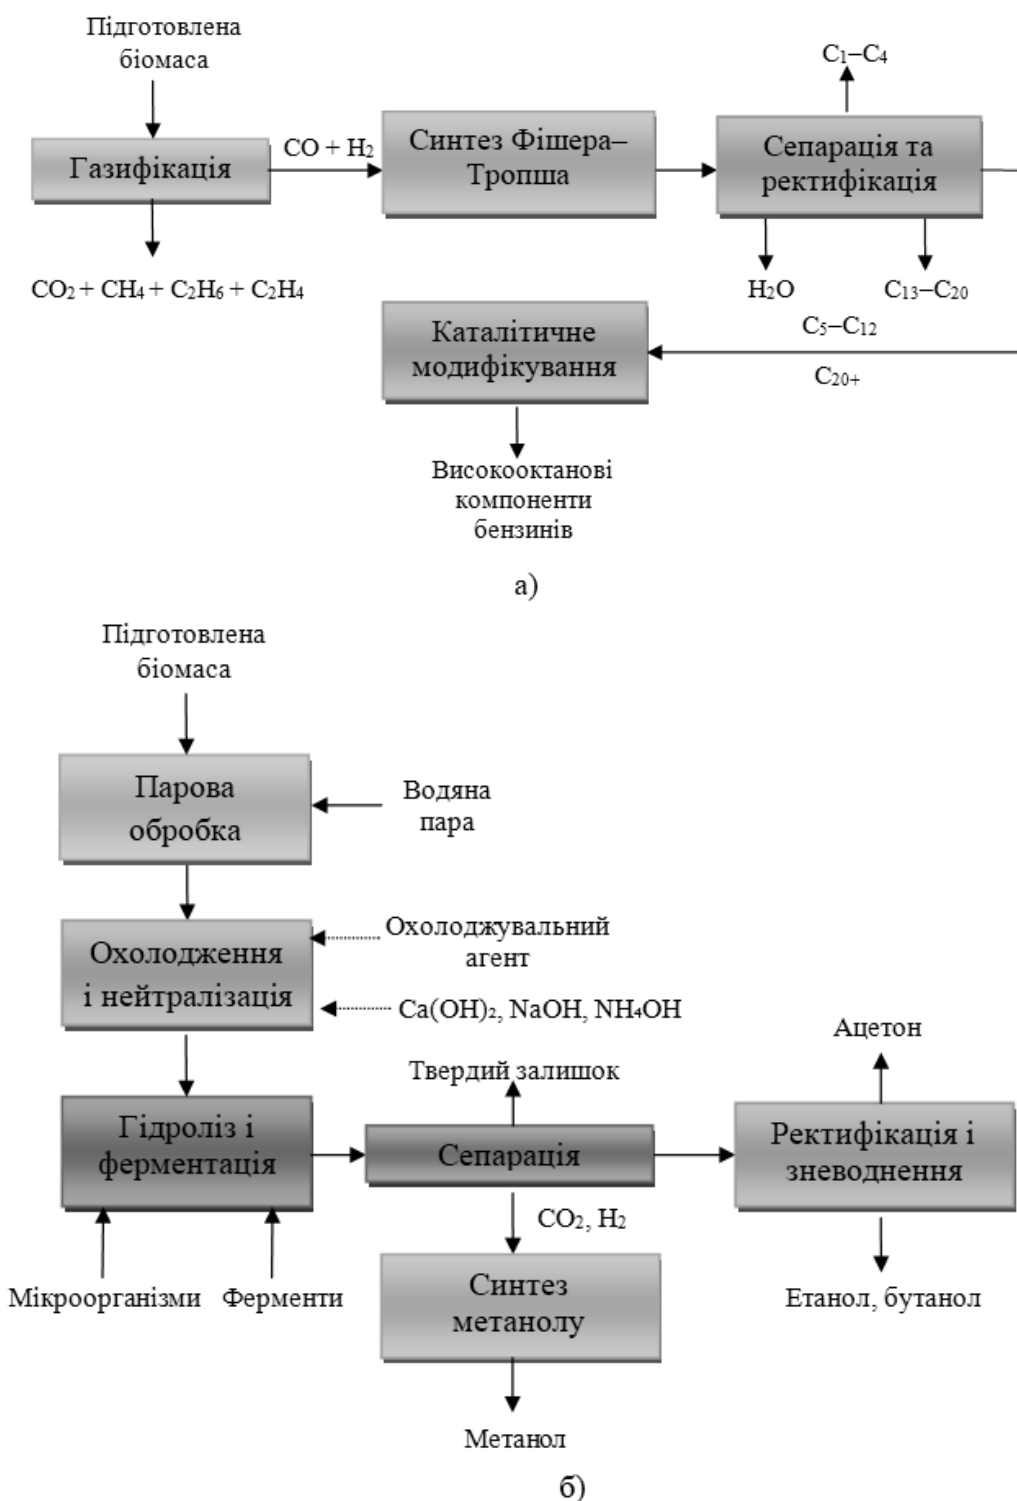 Підготовлена
біомаса
C₁–C₄
Газифікація
CO + H₂
Синтез Фішера–
Тропша
Сепарація та
ректифікація
CO₂ + CH₄ + C₂H₆ + C₂H₄
H₂O
C₁₃–C₂₀
Каталітичне
модифікування
C₅–C₁₂
C₂₀₊
Високооктанові
компоненти
бензинів
а)
Підготовлена
біомаса
Парова
обробка
Водяна
пара
Охолодження
і нейтралізація
Охолоджувальний
агент
Ca(OH)₂, NaOH, NH₄OH
Ацетон
Твердий залишок
Гідроліз і
ферментація
Сепарація
Ректифікація і
зневоднення
CO₂, H₂
Мікроорганізми
Ферменти
Синтез
метанолу
Етанол, бутанол
Метанол
б)